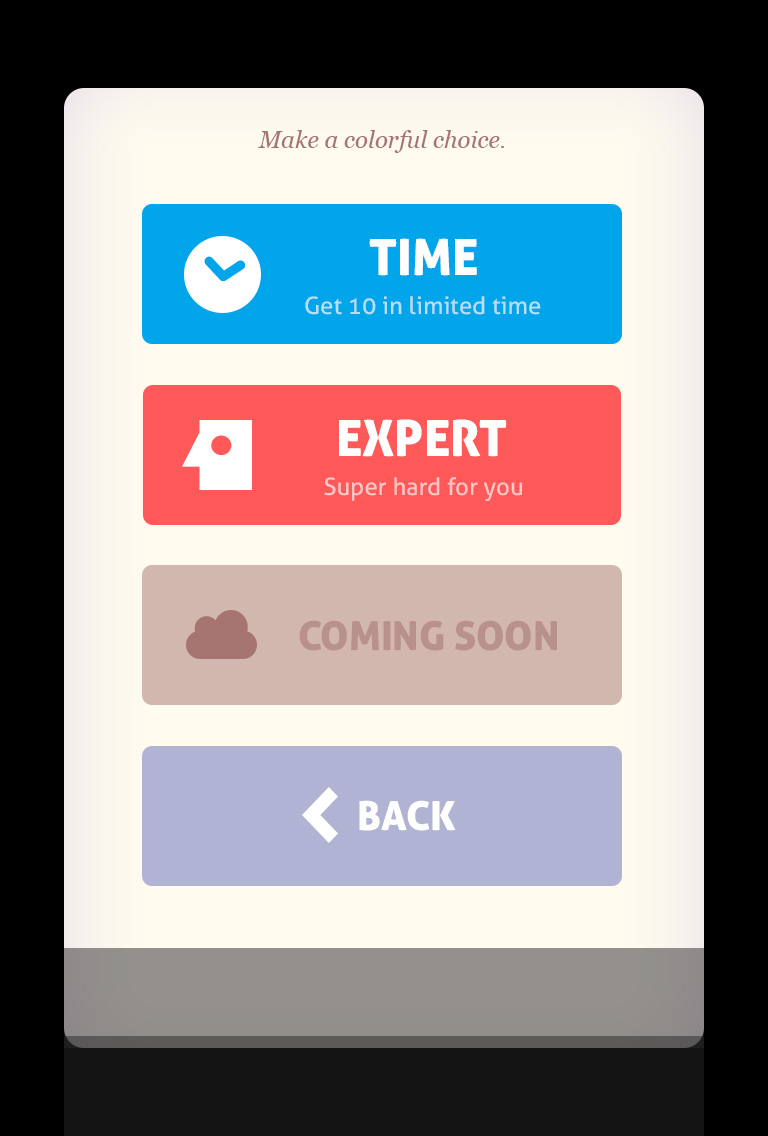 Make a colorful choice.
TIME
Get 10 in limited time
EXPERT
Super hard for you
COMING SOON
BACK